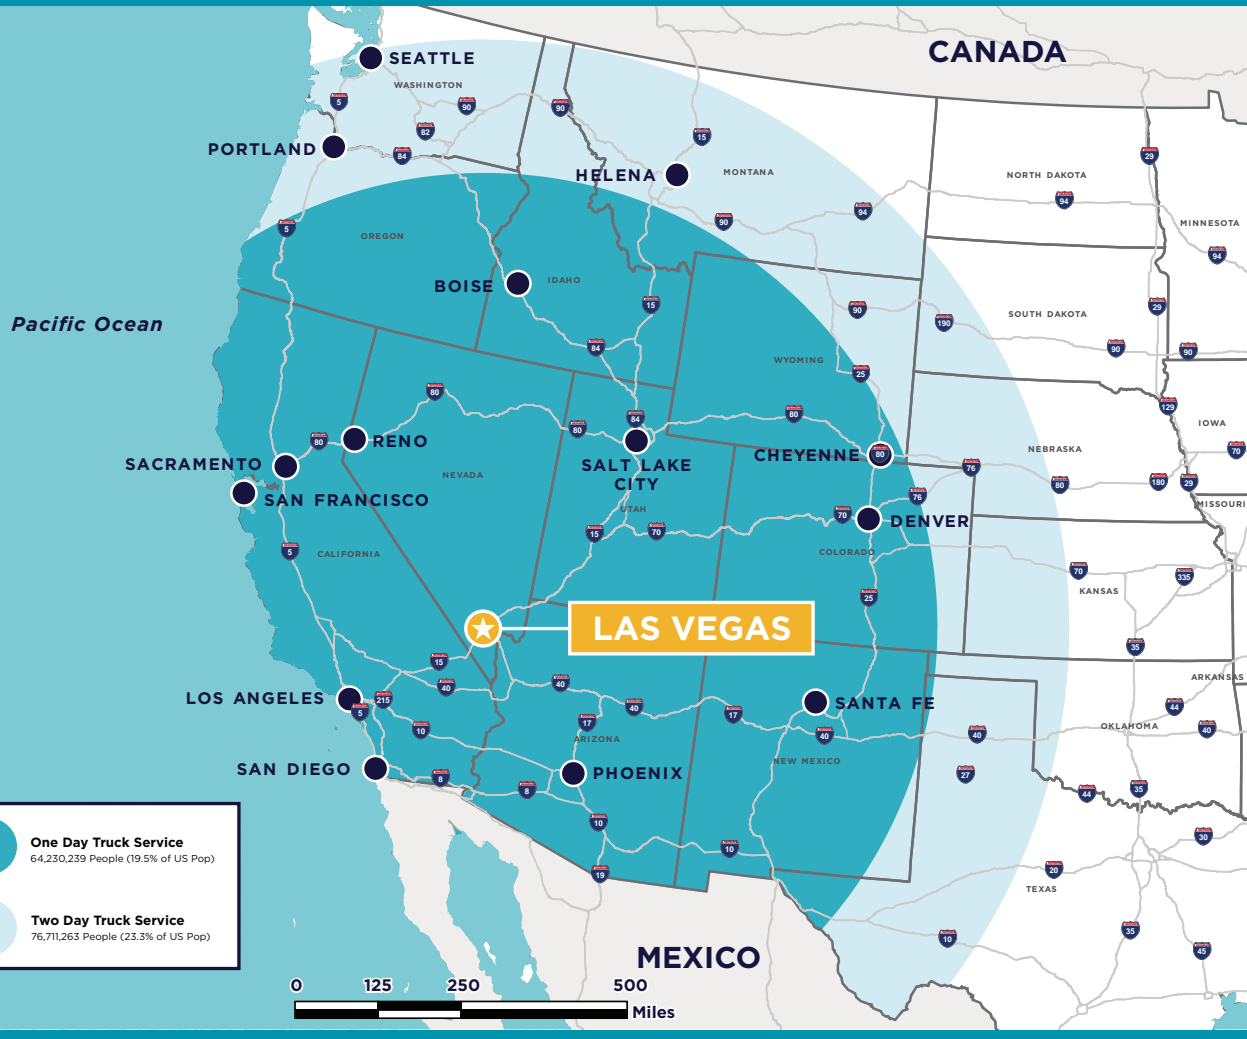 CANADA
SEATTLE
WASHINGTON
5
90
90
82
15
29
PORTLAND
84
HELENA
MONTANA
NORTH DAKOTA
94
94
90
MINNESOTA
5
OREGON
94
BOISE
IDAHO
15
90
190
SOUTH DAKOTA
29
Pacific Ocean
84
90
90
WYOMING
25
80
129
80
84
80
IOWA
80
RENO
80
NEBRASKA
70
SACRAMENTO
SALT LAKE
CITY
CHEYENNE
80
76
NEVADA
80
180
29
SAN FRANCISCO
76
MISSOURI
UTAH
70
DENVER
15
70
5
CALIFORNIA
COLORADO
70
335
KANSAS
25
LAS VEGAS
35
15
40
40
ARKANSAS
LOS ANGELES
215
5
40
17
SANTA FE
44
17
10
40
40
OKLAHOMA
40
ARIZONA
NEW MEXICO
SAN DIEGO
8
PHOENIX
27
8
44
35
10
30
One Day Truck Service
64,230,239 People (19.5% of US Pop)
10
19
20
TEXAS
Two Day Truck Service
76,711,263 People (23.3% of US Pop)
10
35
45
MEXICO
0 125 250 500
Miles